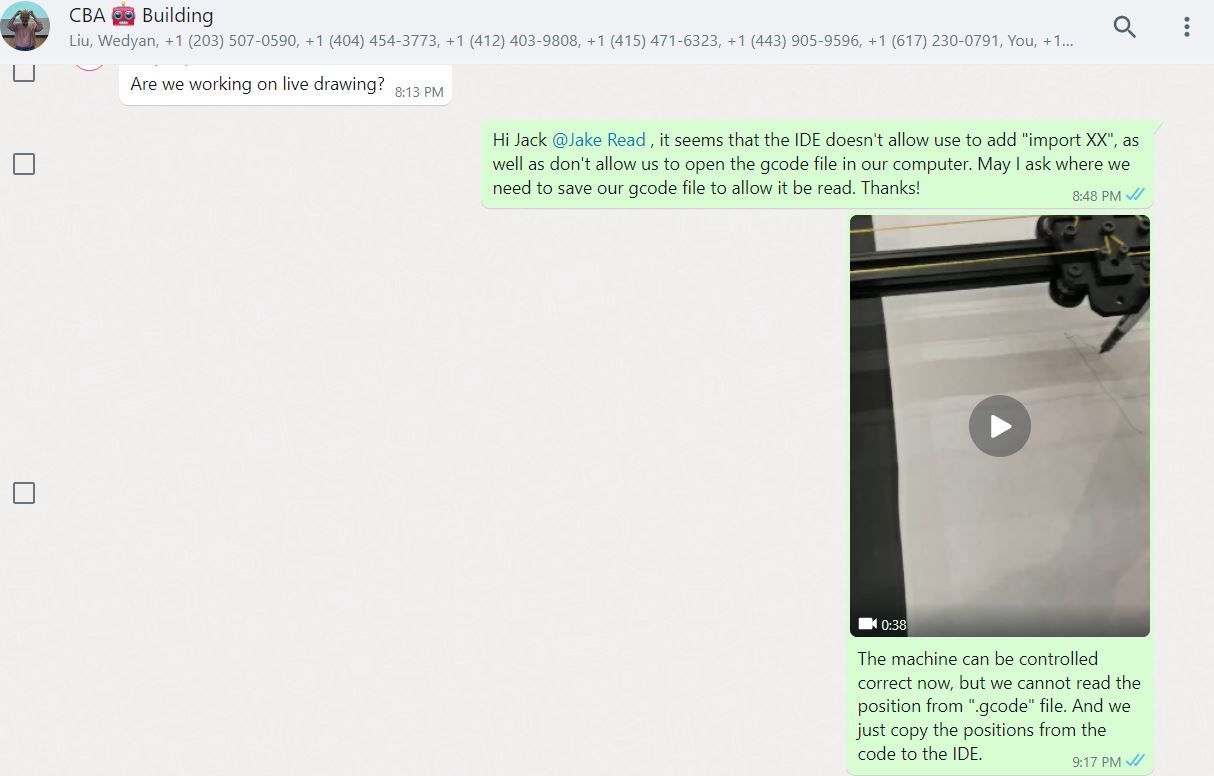 CBA 🤖 Building
Liu, Wedyan, +1 (203) 507-0590, +1 (404) 454-3773, +1 (412) 403-9808, +1 (415) 471-6323, +1 (443) 905-9596, +1 (617) 230-0791, You, +1...
Are we working on live drawing?
8:13 PM
Hi Jack @Jake Read , it seems that the IDE doesn't allow use to add "import XX", as
well as don't allow us to open the gcode file in our computer. May I ask where we
need to save our gcode file to allow it be read. Thanks!
8:48 PM
0:38
The machine can be controlled
correct now, but we cannot read the
position from ".gcode" file. And we
just copy the positions from the
code to the IDE.
9:17 PM